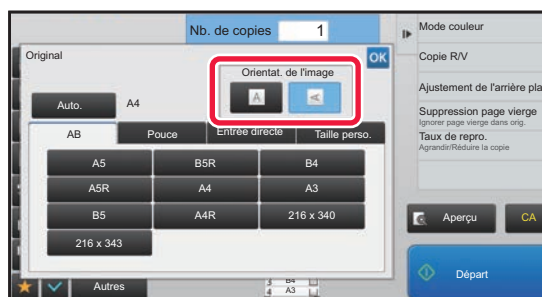 Nb. de copies 1
Original
OK
Orientat. de l'image
A A
Auto. A4
AB Pouce Entrée directe Taille perso.
A5 B5R B4
A5R A4 A3
B5 A4R 216 x 340
216 x 343
Autres
A3
Mode couleur
Copie R/V
Ajustement de l'arrière pla
Suppression page vierge
Ignorer page vierge dans orig.
Taux de repro.
Agrandir/Réduire la copie
Aperçu CA
Départ